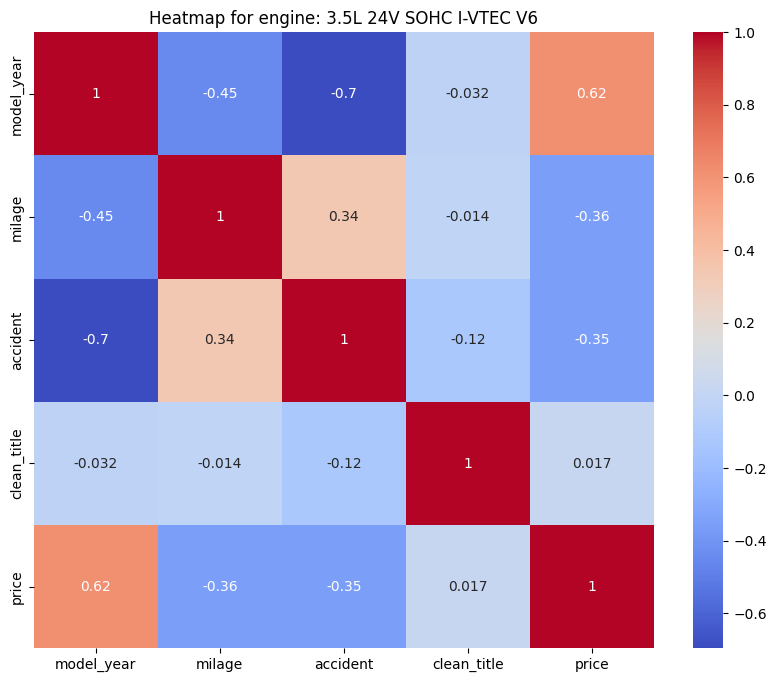 Heatmap for engine: 3.5L 24V SOHC I-VTEC V6
model_year 1 -0.45 -0.7 -0.032 0.62
milage -0.45 1 0.34 -0.014 -0.36
accident -0.7 0.34 1 -0.12 -0.35
clean_title -0.032 -0.014 -0.12 1 0.017
price 0.62 -0.36 -0.35 0.017 1
model_year milage accident clean_title price
1.0
0.8
0.6
0.4
0.2
0.0
−0.2
−0.4
−0.6